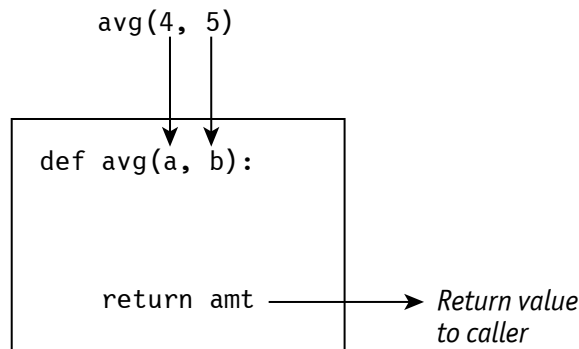 avg(4, 5)
def avg(a, b):
return amt
Return value
to caller